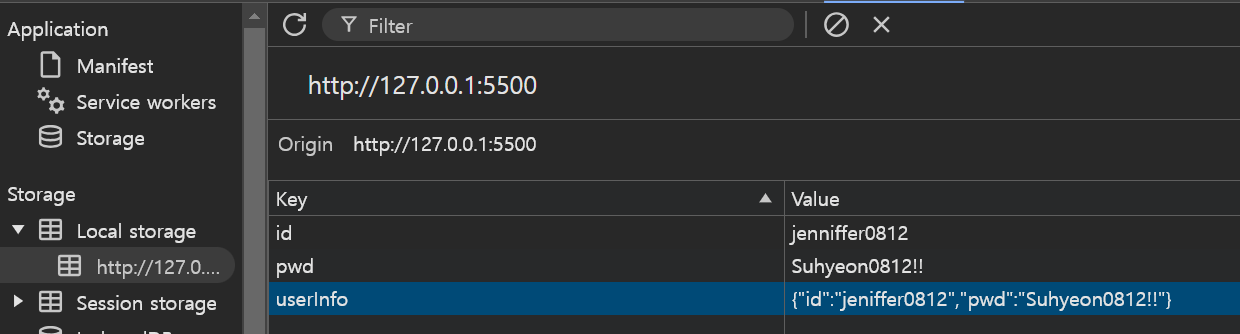 Application
Manifest
Service workers
Storage
Storage
Local storage
http://127.0....
Session storage
Filter
http://127.0.0.1:5500
Origin http://127.0.0.1:5500
Key Value
id jenniffer0812
pwd Suhyeon0812!!
userInfo {"id":"jeniffer0812","pwd":"Suhyeon0812!!"}